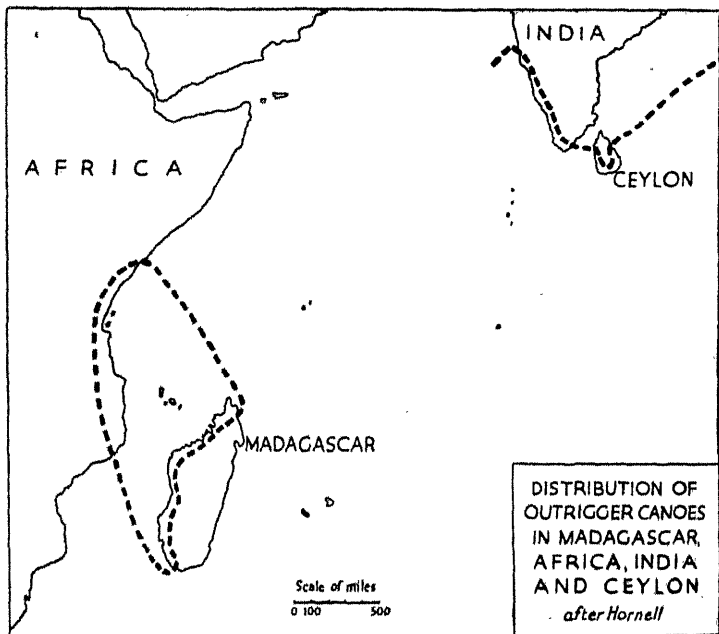 INDIA
AFRICA
CEYLON
MADAGASCAR
DISTRIBUTION OF
OUTRIGGER CANOES
IN MADAGASCAR,
AFRICA, INDIA
AND CEYLON
after Hornell
Scale of miles
0 100 500